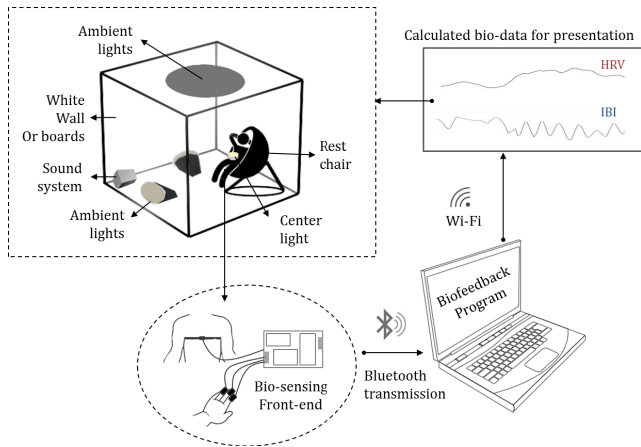 Ambient
lights
White
Wall
Or boards
Sound
system
Ambient
lights
Rest
chair
Center
light
Calculated bio-data for presentation
HRV
IBI
Wi-Fi
Biofeedback
Program
Bluetooth
transmission
Bio-sensing
Front-end